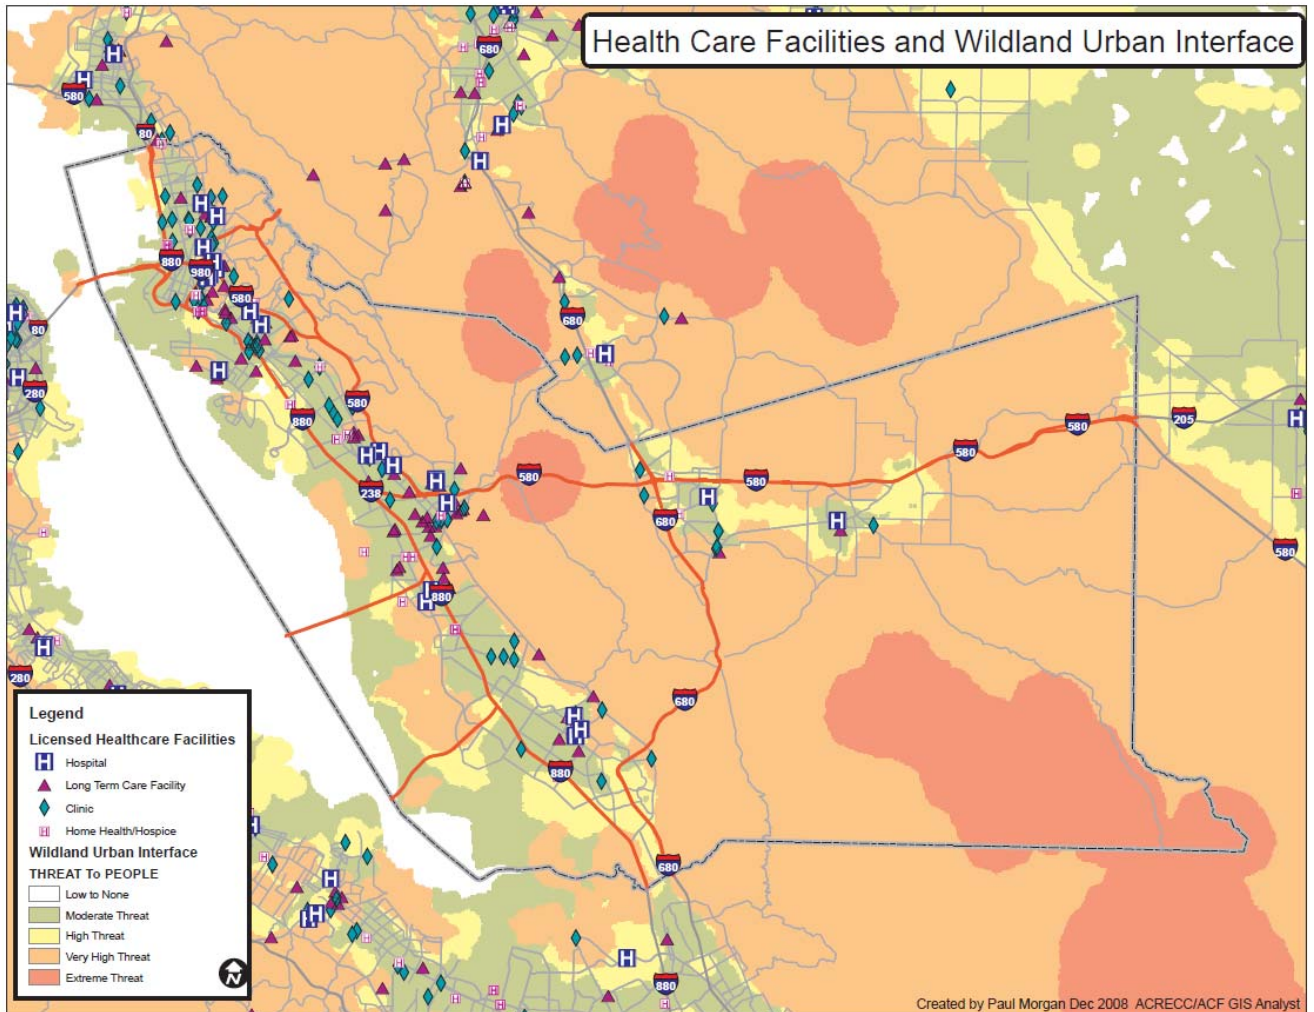 Health Care Facilities and Wildland Urban Interface
680
580
80
880
980
580
80
280
680
580
880
205
580
580
580
580
238
680
580
880
280
680
880
680
880
Legend
Licensed Healthcare Facilities
H Hospital
Long Term Care Facility
Clinic
H Home Health/Hospice
Wildland Urban Interface
THREAT To PEOPLE
Low to None
Moderate Threat
High Threat
Very High Threat
Extreme Threat
N
Created by Paul Morgan Dec 2008 ACRECC/ACF GIS Analyst